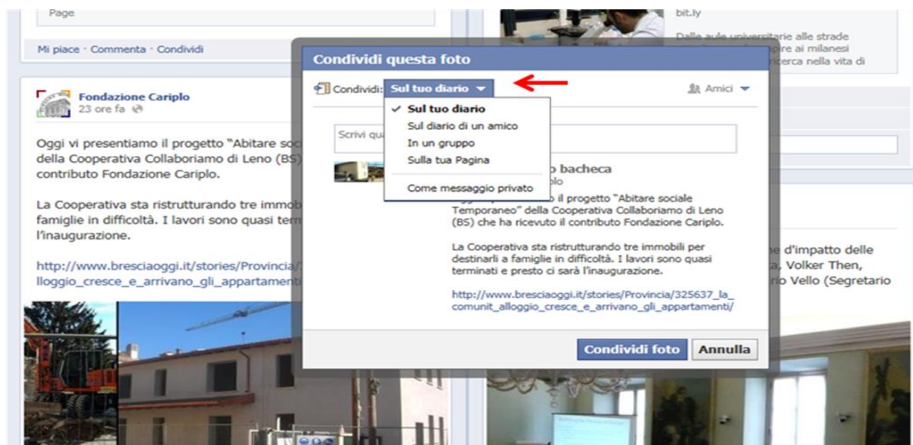 Page
Mi piace · Commenta · Condividi
Fondazione Cariplo
23 ore fa
Oggi vi presentiamo il progetto "Abitare soc
della Cooperativa Collaboriamo di Leno (BS)
contributo Fondazione Cariplo.
La Cooperativa sta ristrutturando tre immob
famiglie in difficoltà. I lavori sono quasi term
l'inaugurazione.
http://www.bresciaoggi.it/stories/Provincia/
lloggio_cresce_e_arrivano_gli_appartamenti
Condividi questa foto
Condividi: Sul tuo diario
Amici
Sul tuo diario
Sul diario di un amico
In un gruppo
Sulla tua Pagina
Come messaggio privato
Scrivi qua
bacheca
il progetto "Abitare sociale
Temporaneo" della Cooperativa Collaboriamo di Leno
(BS) che ha ricevuto il contributo Fondazione Cariplo.
La Cooperativa sta ristrutturando tre immobili per
destinarli a famiglie in difficoltà. I lavori sono quasi
terminati e presto ci sarà l'inaugurazione.
http://www.bresciaoggi.it/stories/Provincia/325637_la_
comunit_alloggio_cresce_e_arrivano_gli_appartamenti/
Condividi foto Annulla
bit.ly
Dalle aule universitarie alle strade
pire ai milanesi
ricerca nella vita di
e d'impatto delle
a, Volker Then,
rio Vello (Segretario